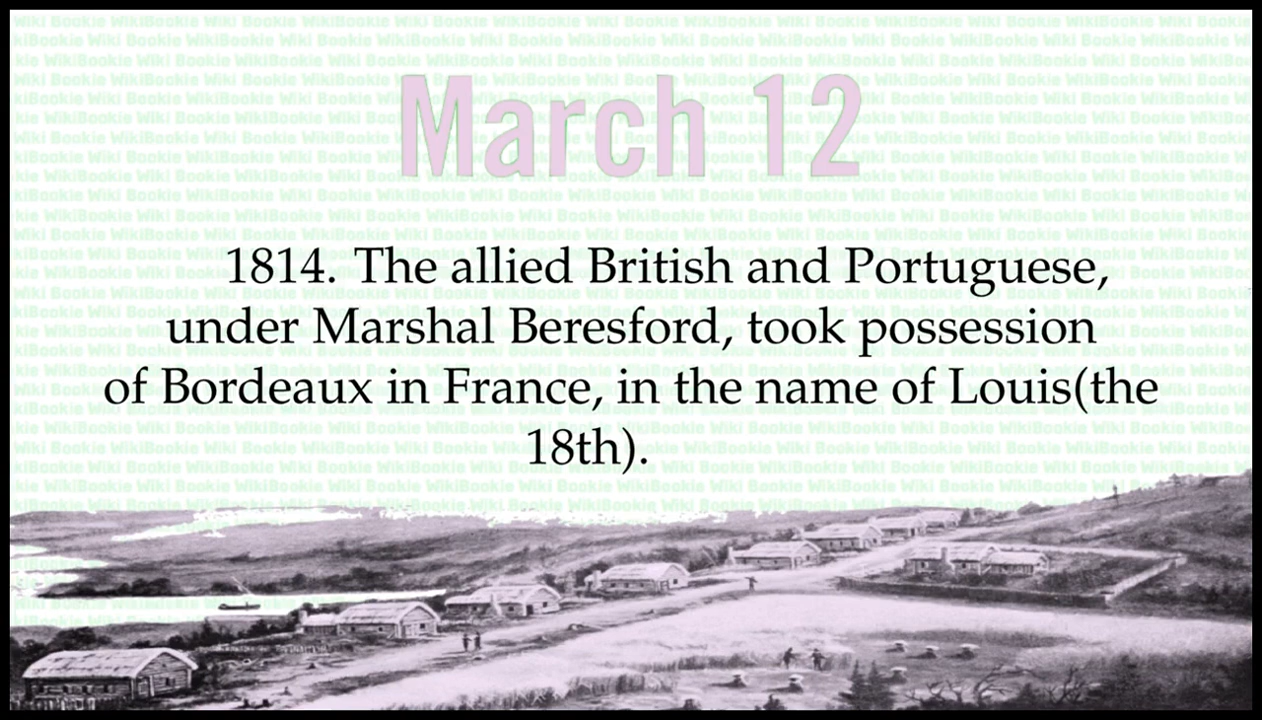 March 12
1814. The allied British and Portuguese,
under Marshal Beresford, took possession
of Bordeaux in France, in the name of Louis(the
18th).